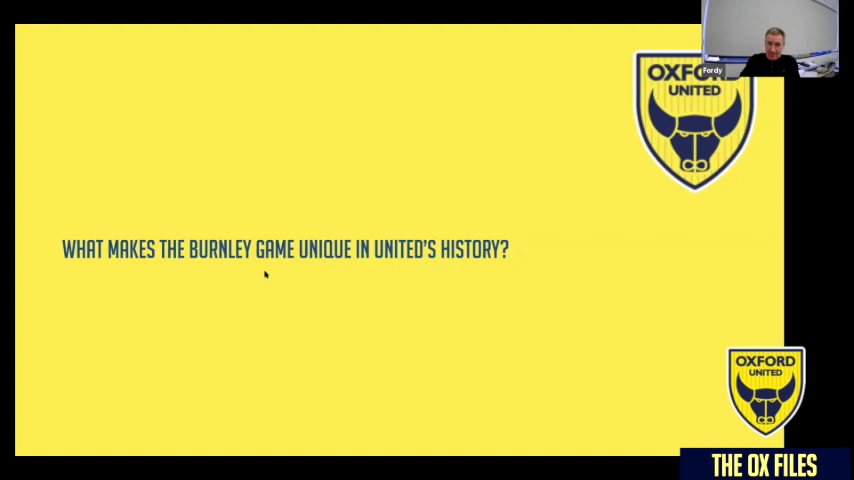 Fordy
OXFORD
UNITED
WHAT MAKES THE BURNLEY GAME UNIQUE IN UNITED'S HISTORY?
OXFORD
UNITED
THE OX FILES